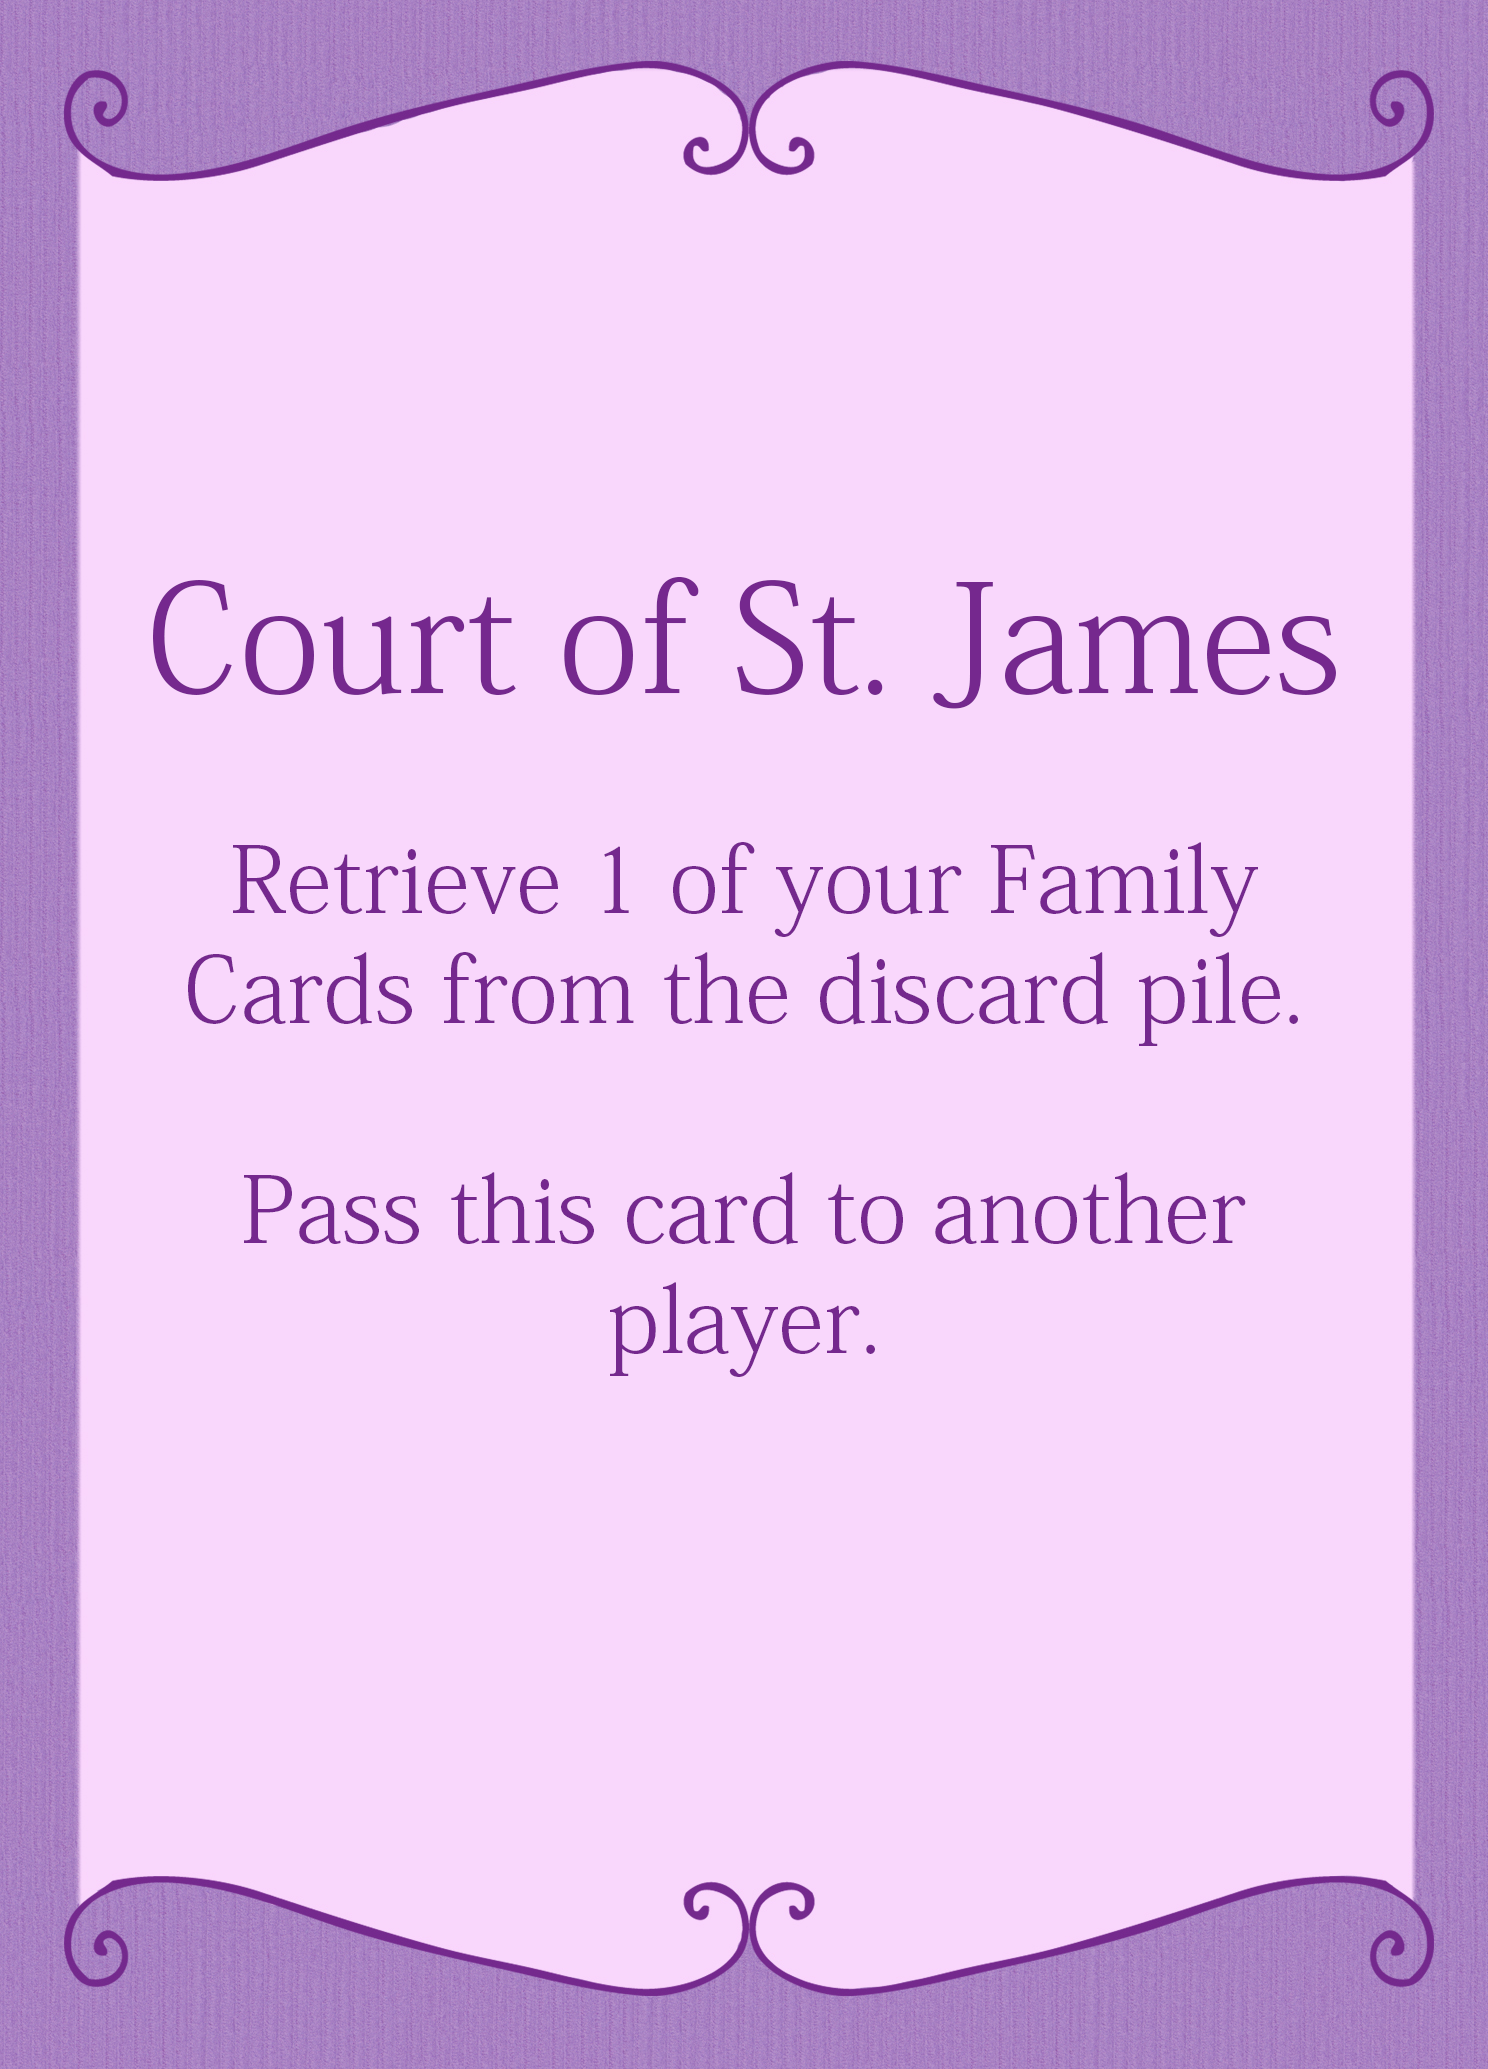 Court of St. James
Retrieve 1 of your Family
Cards from the discard pile.
Pass this card to another
player.